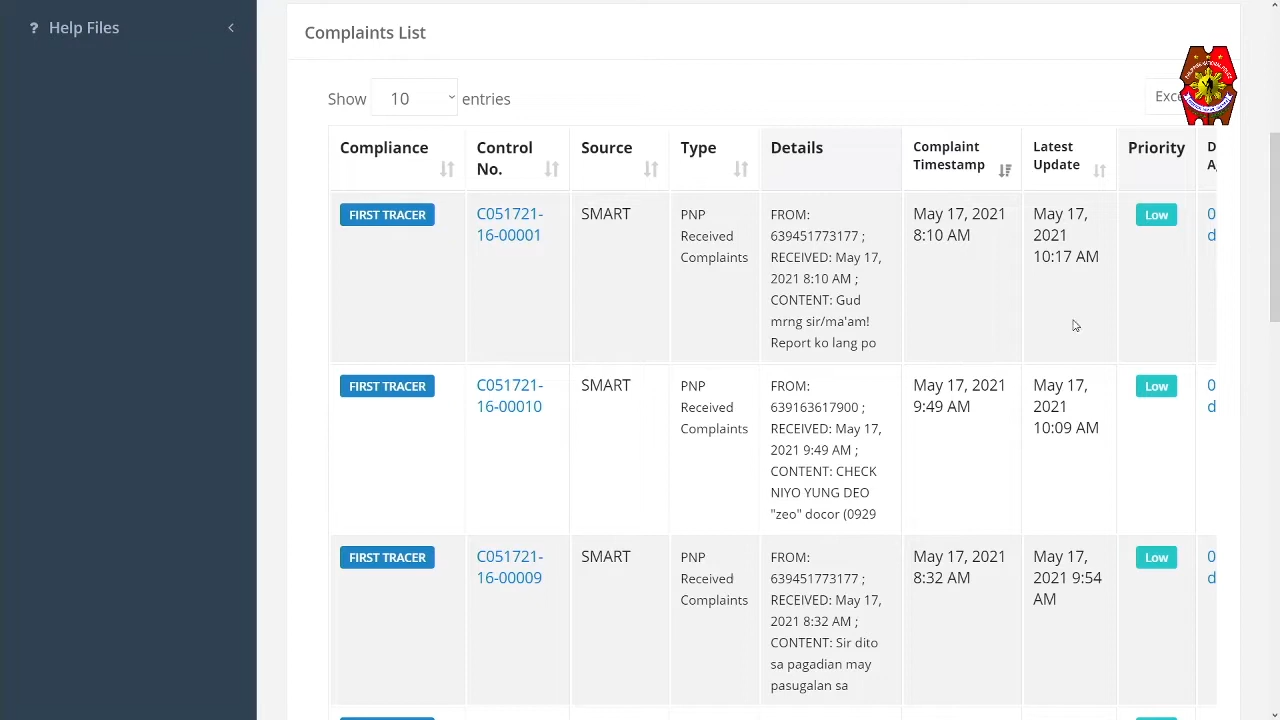 ? Help Files
Complaints List
Show 10 entries
Compliance
Control
No.
Source
Type
Details
Complaint
Timestamp
Latest
Update
Priority
FIRST TRACER
C051721-
16-00001
SMART
PNP
Received
Complaints
FROM:
639451773177 ;
RECEIVED: May 17,
2021 8:10 AM ;
CONTENT: Gud
mrng sir/ma'am!
Report ko lang po
May 17, 2021
8:10 AM
May 17,
2021
10:17 AM
Low
0
d
FIRST TRACER
C051721-
16-00010
SMART
PNP
Received
Complaints
FROM:
639163617900 ;
RECEIVED: May 17,
2021 9:49 AM ;
CONTENT: CHECK
NIYO YUNG DEO
"zeo" docor (0929
May 17, 2021
9:49 AM
May 17,
2021
10:09 AM
Low
0
d
FIRST TRACER
C051721-
16-00009
SMART
PNP
Received
Complaints
FROM:
639451773177 ;
RECEIVED: May 17,
2021 8:32 AM ;
CONTENT: Sir dito
sa pagadian may
pasugalan sa
May 17, 2021
8:32 AM
May 17,
2021 9:54
AM
Low
0
d